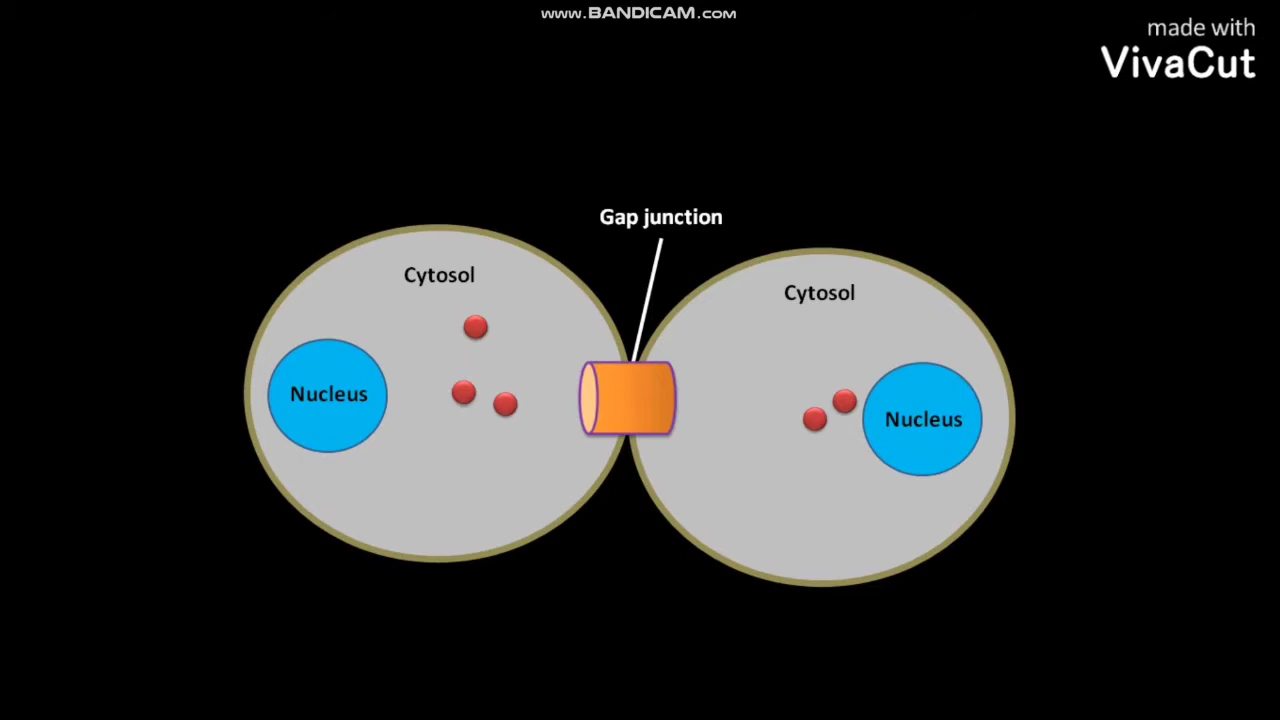 www.BANDICAM.com
made with
VivaCut
Gap junction
Cytosol
Cytosol
Nucleus
Nucleus